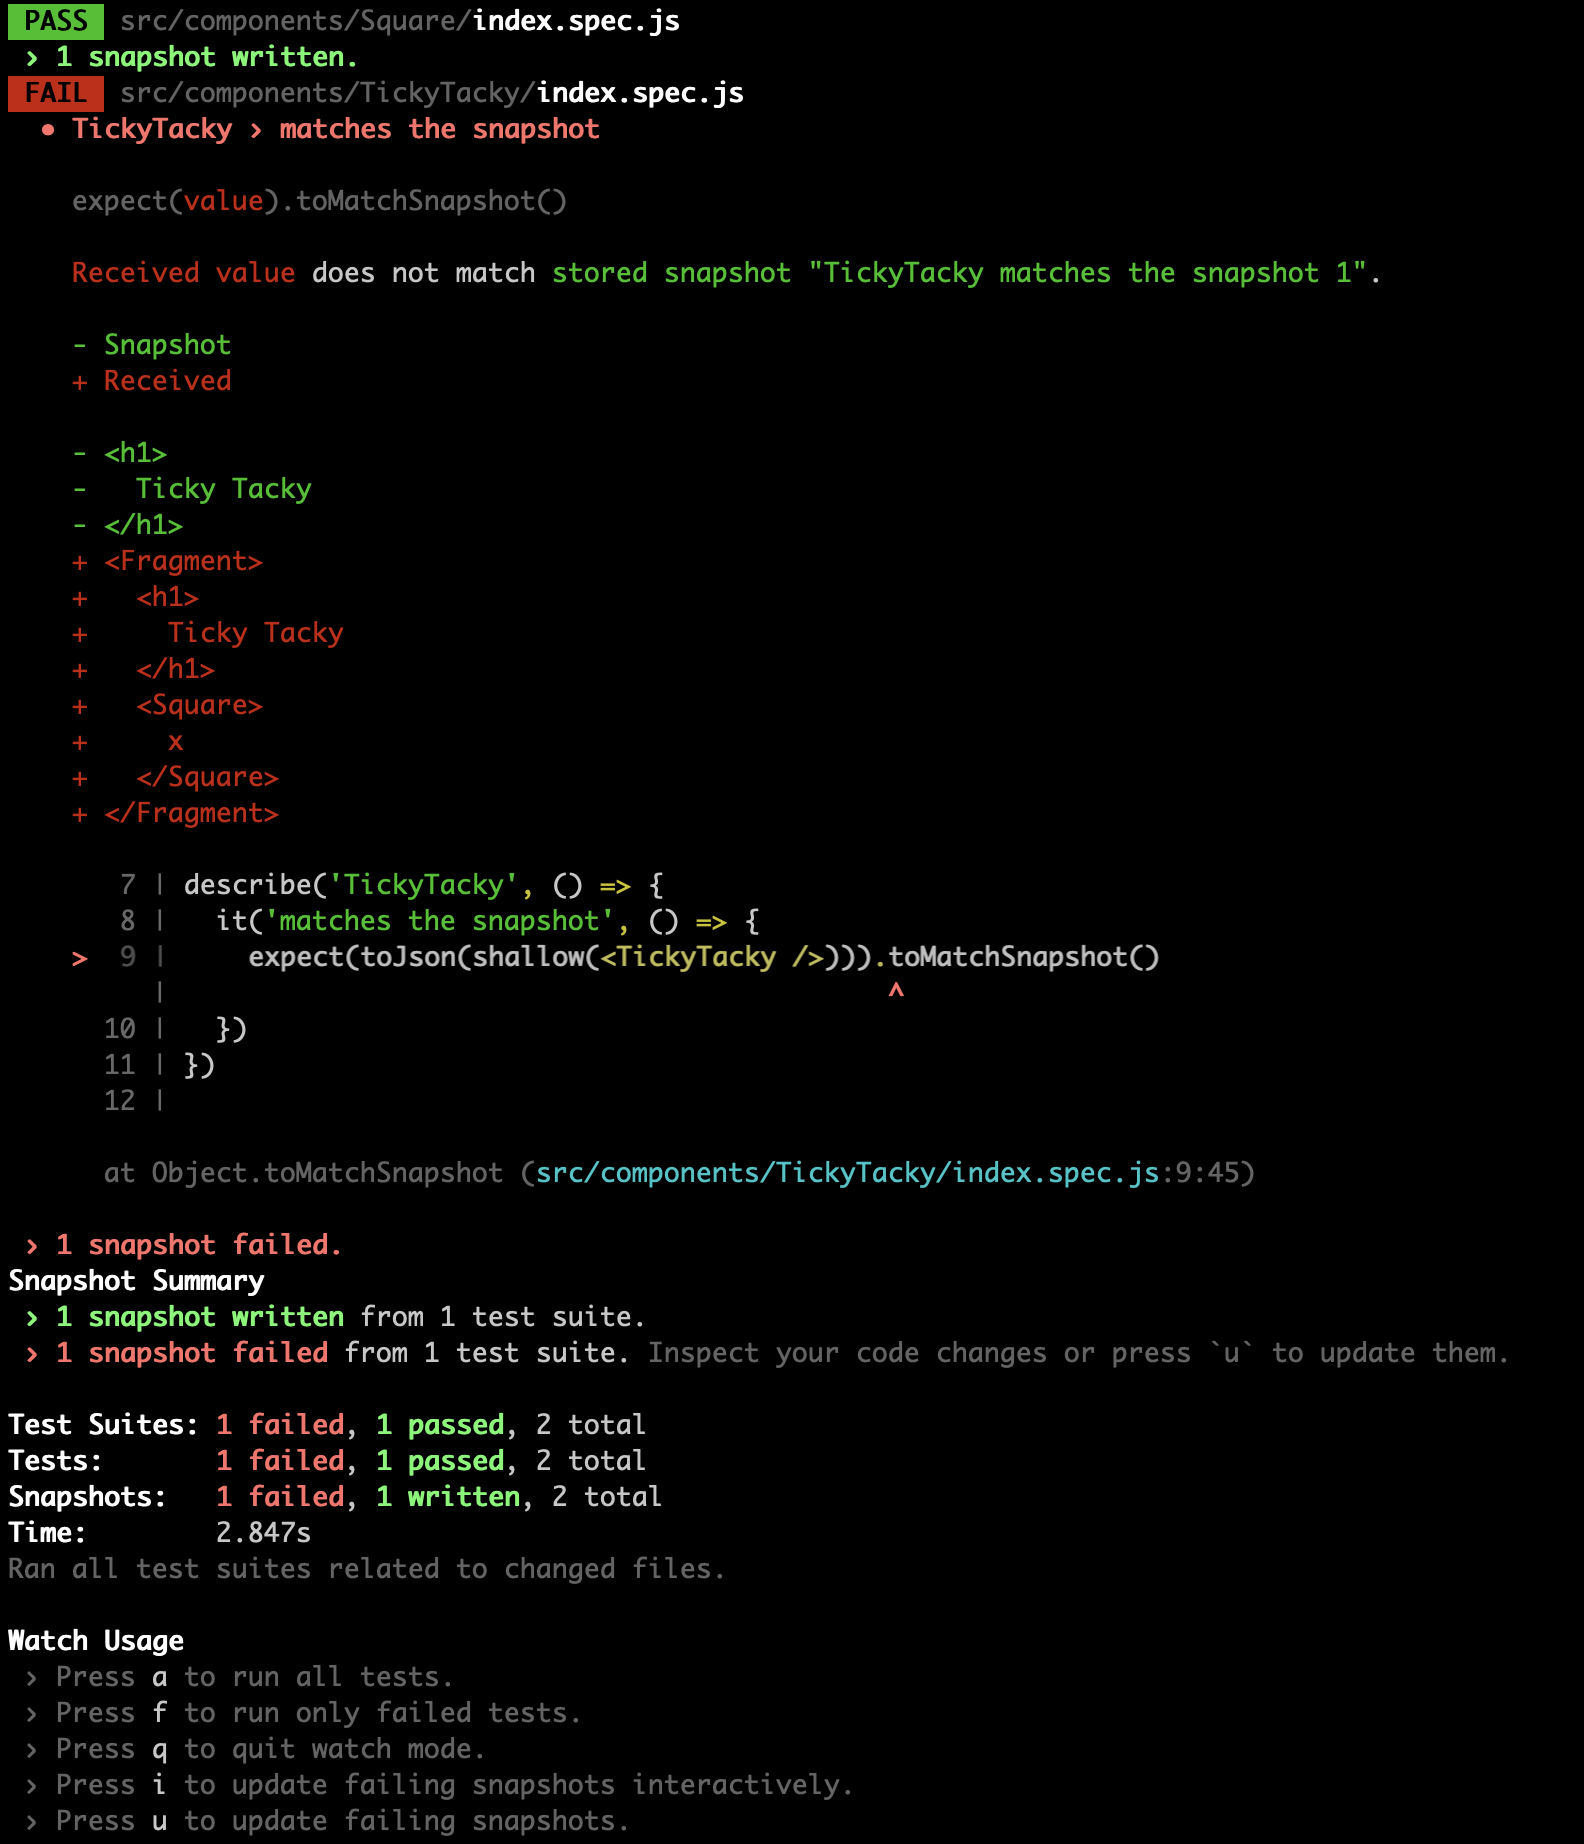 PASS src/components/Square/index.spec.js
› 1 snapshot written.
FAIL src/components/TickyTacky/index.spec.js
● TickyTacky › matches the snapshot

expect(value).toMatchSnapshot()

Received value does not match stored snapshot "TickyTacky matches the snapshot 1".

- Snapshot
+ Received

- <h1>
-   Ticky Tacky
- </h1>
+ <Fragment>
+   <h1>
+     Ticky Tacky
+   </h1>
+   <Square>
+     x
+   </Square>
+ </Fragment>

   7 | describe('TickyTacky', () => {
   8 |   it('matches the snapshot', () => {
>  9 |     expect(toJson(shallow(<TickyTacky />))).toMatchSnapshot()
     |                                             ^
  10 |   })
  11 | })
  12 |

at Object.toMatchSnapshot (src/components/TickyTacky/index.spec.js:9:45)

› 1 snapshot failed.
Snapshot Summary
› 1 snapshot written from 1 test suite.
› 1 snapshot failed from 1 test suite. Inspect your code changes or press `u` to update them.

Test Suites: 1 failed, 1 passed, 2 total
Tests:       1 failed, 1 passed, 2 total
Snapshots:   1 failed, 1 written, 2 total
Time:        2.847s
Ran all test suites related to changed files.

Watch Usage
› Press a to run all tests.
› Press f to run only failed tests.
› Press q to quit watch mode.
› Press i to update failing snapshots interactively.
› Press u to update failing snapshots.